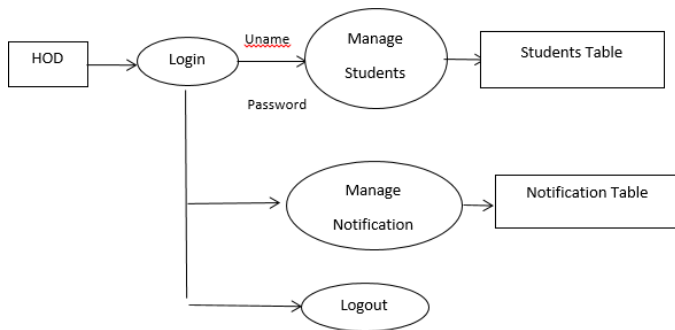 HOD
Login
Uname
Password
Manage
Students
Students Table
Manage
Notification
Notification Table
Logout